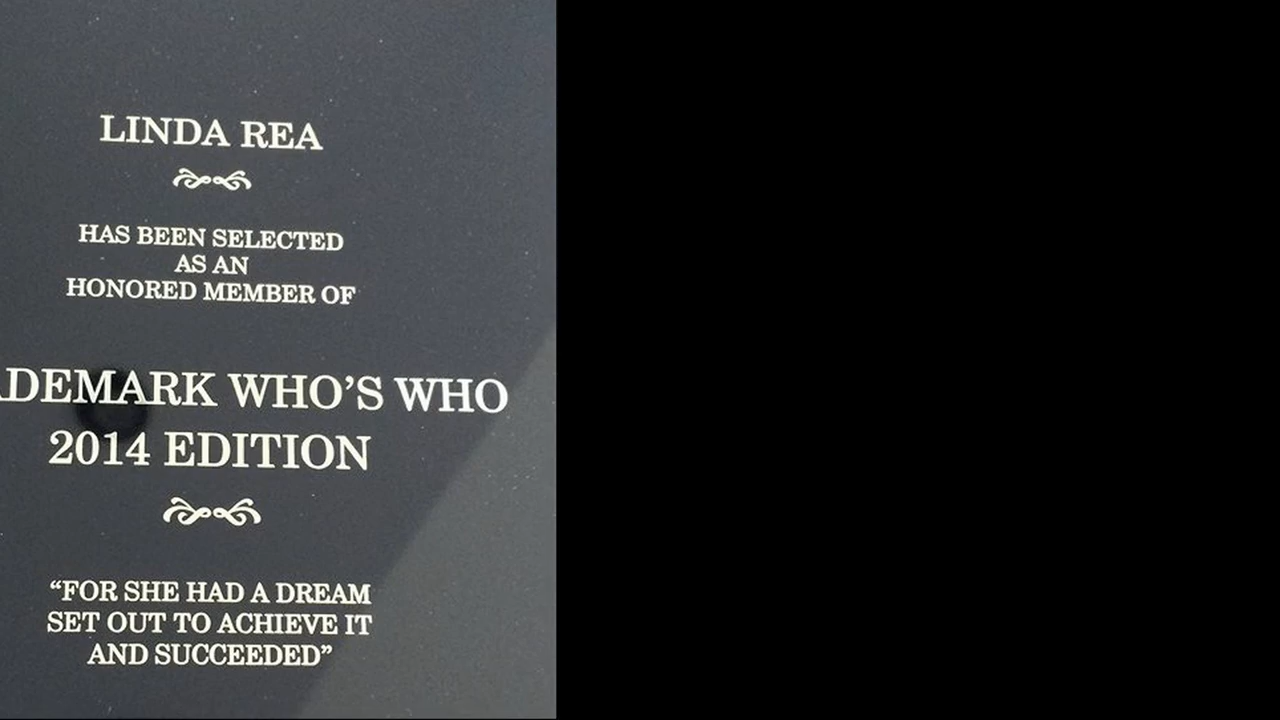 LINDA REA
HAS BEEN SELECTED
AS AN
HONORED MEMBER OF
ADEMARK WHO'S WHO
2014 EDITION
“FOR SHE HAD A DREAM
SET OUT TO ACHIEVE IT
AND SUCCEEDED”